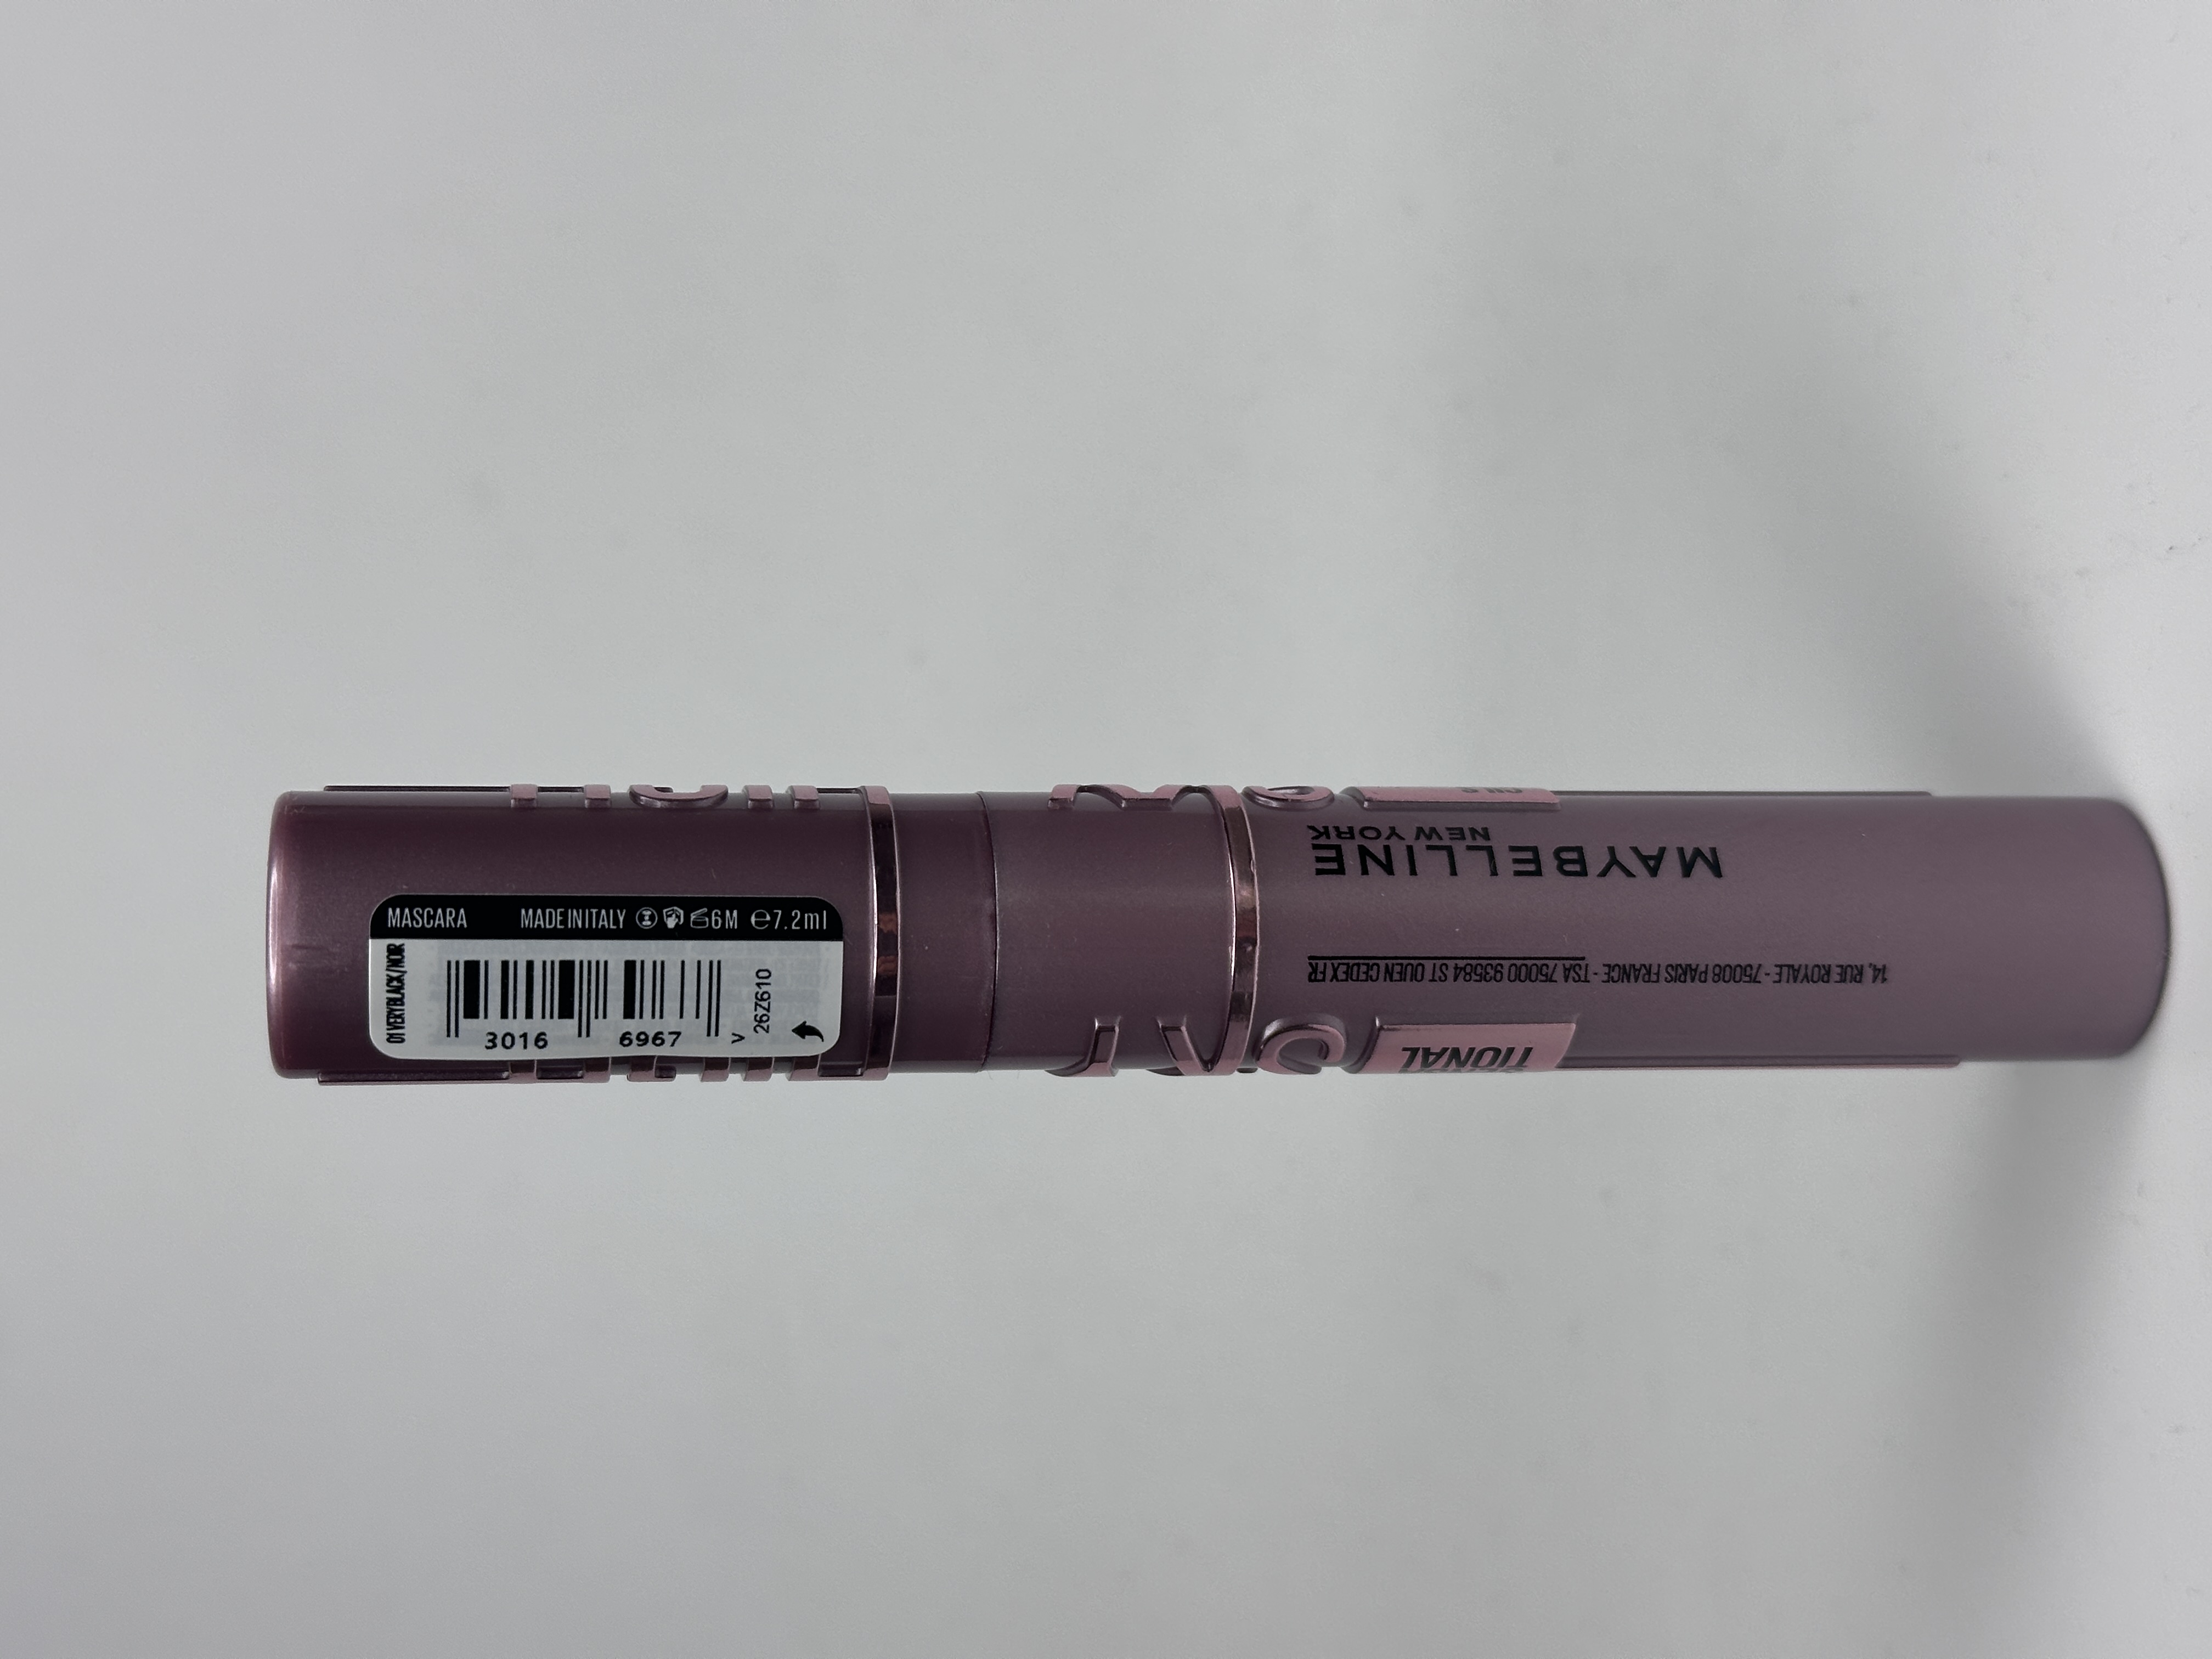 MASCARA MADE IN ITALY 6M ℮7.2ml
01 VERY BLACK/NOIR
3016 6967
V
26Z610
MAYBELLINE
NEW YORK
14, RUE ROYALE - 75008 PARIS FRANCE - TSA 75000 93584 ST OUEN CEDEX FR
TIONAL